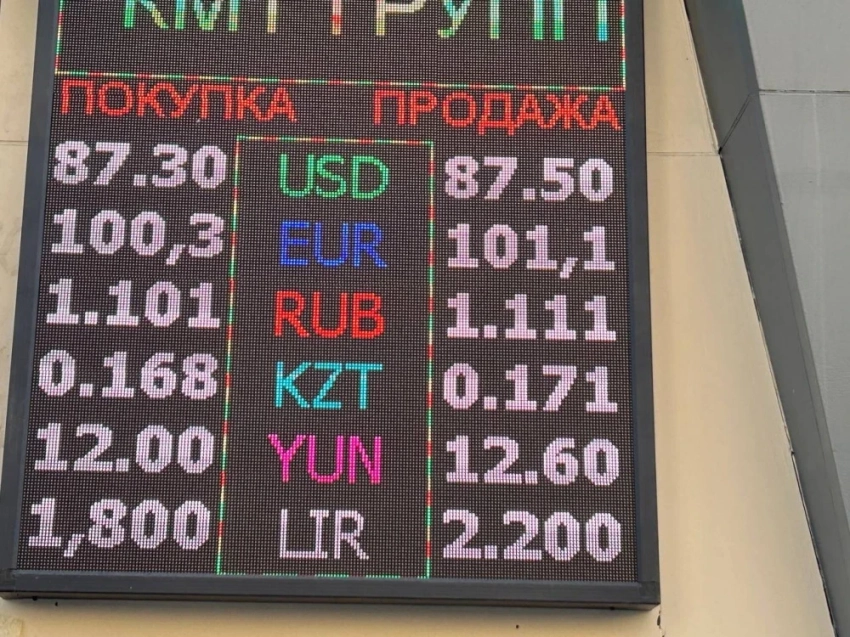 КМТ ГРУПП
ПОКУПКА ПРОДАЖА
87.30 USD 87.50
100,3 EUR 101,1
1.101 RUB 1.111
0.168 KZT 0.171
12.00 YUN 12.60
1,800 LIR 2.200